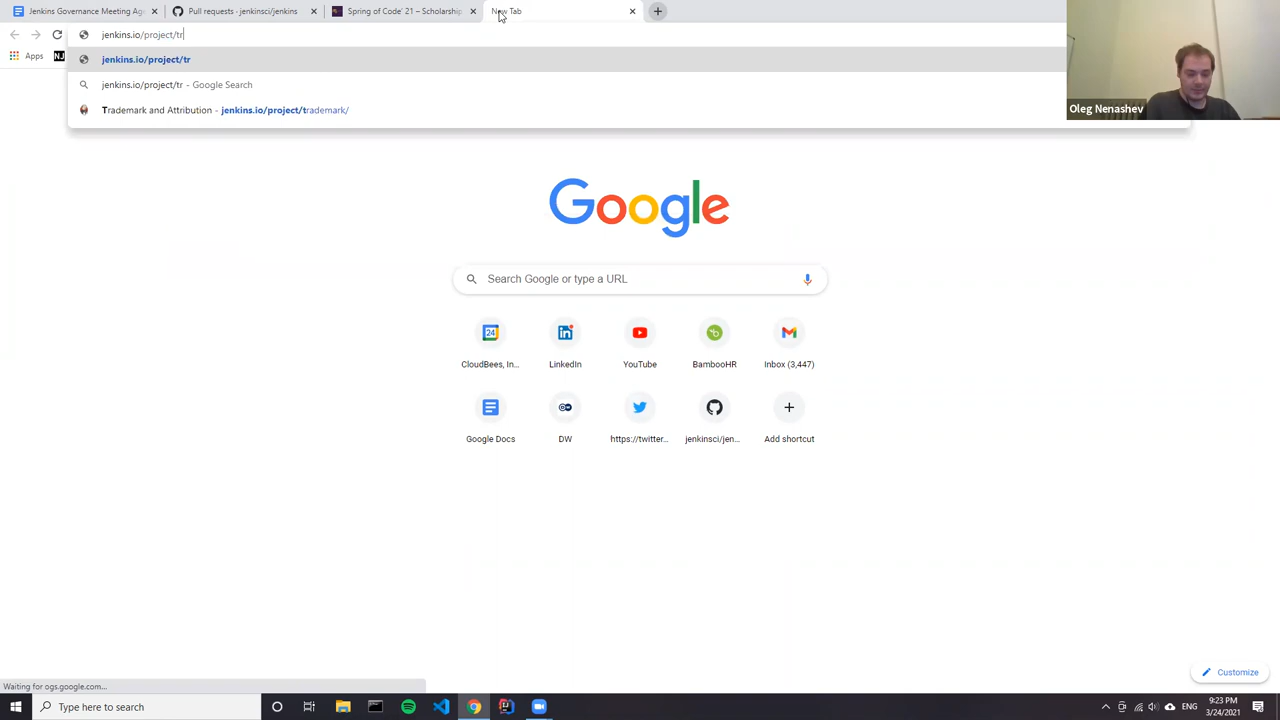 Jenkins Governance Meeting Ag
Pull requests · jenkinsci/jenkins
Spring of Code' 21 – Scholarship
New Tab
jenkins.io/project/tr
Apps
NJ
jenkins.io/project/tr
jenkins.io/project/tr - Google Search
Trademark and Attribution - jenkins.io/project/trademark/
Oleg Nenashev
Google
Search Google or type a URL
24
CloudBees, In...
LinkedIn
YouTube
BambooHR
Inbox (3,447)
Google Docs
DW
https://twitter...
jenkinsci/jen...
Add shortcut
Customize
Waiting for ogs.google.com...
Type here to search
ENG
9:23 PM
3/24/2021